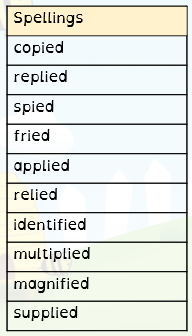 Spellings
copied
replied
spied
fried
applied
relied
identified
multiplied
magnified
supplied